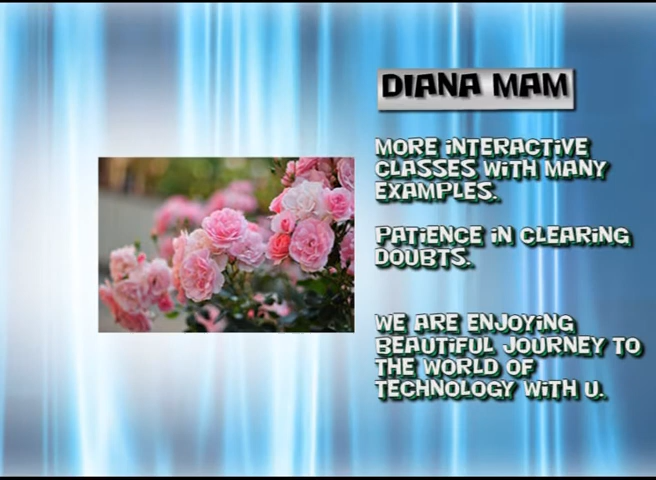 DIANA MAM
MORE iNTERACTiVE
CLASSES WiTH MANY
EXAMPLES.
PATiENCE iN CLEARiNG
DOUBTS.
WE ARE ENJOYiNG
BEAUTiFUL JOURNEY TO
THE WORLD OF
TECHNOLOGY WiTH U.